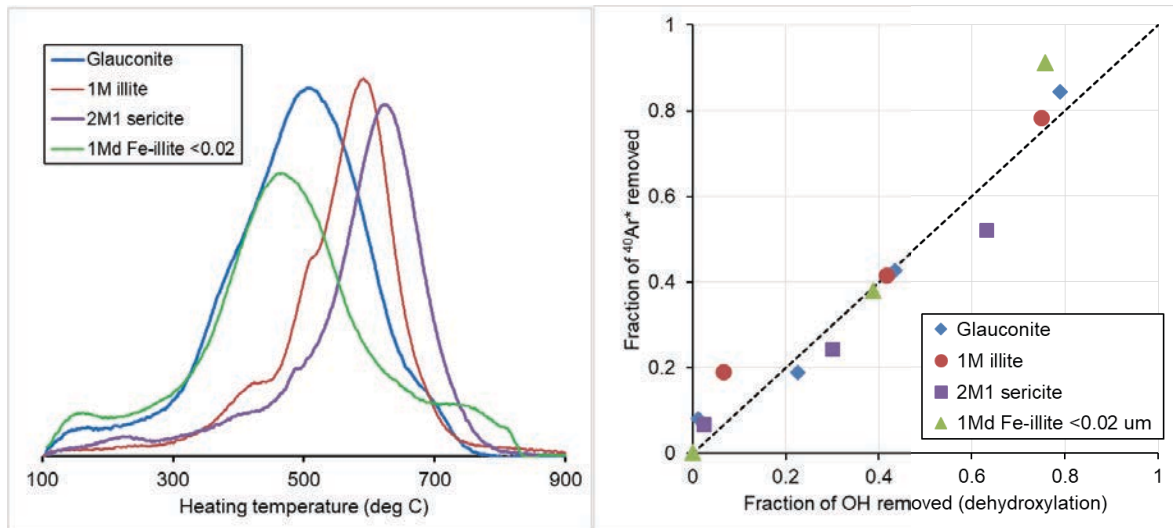 Glauconite
1M illite
2M1 sericite
1Md Fe-illite <0.02
100
300
500
700
900
Heating temperature (deg C)
Fraction of ⁴⁰Ar* removed
1
0.8
0.6
0.4
0.2
0
0
0.2
0.4
0.6
0.8
1
Glauconite
1M illite
2M1 sericite
1Md Fe-illite <0.02 um
Fraction of OH removed (dehydroxylation)